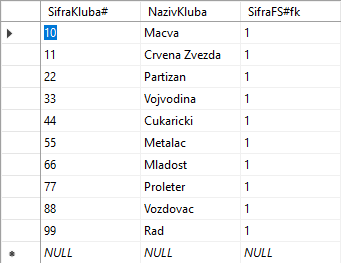 SifraKluba# NazivKluba SifraFS#fk
10 Macva 1
11 Crvena Zvezda 1
22 Partizan 1
33 Vojvodina 1
44 Cukaricki 1
55 Metalac 1
66 Mladost 1
77 Proleter 1
88 Vozdovac 1
99 Rad 1
NULL NULL NULL